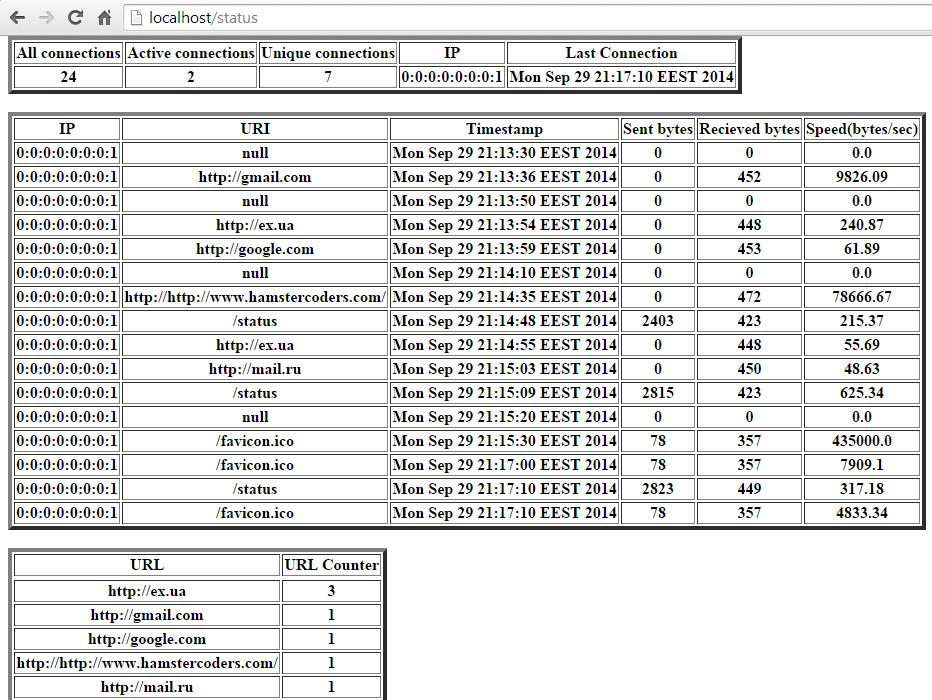 localhost/status
All connections Active connections Unique connections IP Last Connection
24 2 7 0:0:0:0:0:0:0:1 Mon Sep 29 21:17:10 EEST 2014
IP URI Timestamp Sent bytes Recieved bytes Speed(bytes/sec)
0:0:0:0:0:0:0:1 null Mon Sep 29 21:13:30 EEST 2014 0 0 0.0
0:0:0:0:0:0:0:1 http://gmail.com Mon Sep 29 21:13:36 EEST 2014 0 452 9826.09
0:0:0:0:0:0:0:1 null Mon Sep 29 21:13:50 EEST 2014 0 0 0.0
0:0:0:0:0:0:0:1 http://ex.ua Mon Sep 29 21:13:54 EEST 2014 0 448 240.87
0:0:0:0:0:0:0:1 http://google.com Mon Sep 29 21:13:59 EEST 2014 0 453 61.89
0:0:0:0:0:0:0:1 null Mon Sep 29 21:14:10 EEST 2014 0 0 0.0
0:0:0:0:0:0:0:1 http://http://www.hamstercoders.com/ Mon Sep 29 21:14:35 EEST 2014 0 472 78666.67
0:0:0:0:0:0:0:1 /status Mon Sep 29 21:14:48 EEST 2014 2403 423 215.37
0:0:0:0:0:0:0:1 http://ex.ua Mon Sep 29 21:14:55 EEST 2014 0 448 55.69
0:0:0:0:0:0:0:1 http://mail.ru Mon Sep 29 21:15:03 EEST 2014 0 450 48.63
0:0:0:0:0:0:0:1 /status Mon Sep 29 21:15:09 EEST 2014 2815 423 625.34
0:0:0:0:0:0:0:1 null Mon Sep 29 21:15:20 EEST 2014 0 0 0.0
0:0:0:0:0:0:0:1 /favicon.ico Mon Sep 29 21:15:30 EEST 2014 78 357 435000.0
0:0:0:0:0:0:0:1 /favicon.ico Mon Sep 29 21:17:00 EEST 2014 78 357 7909.1
0:0:0:0:0:0:0:1 /status Mon Sep 29 21:17:10 EEST 2014 2823 449 317.18
0:0:0:0:0:0:0:1 /favicon.ico Mon Sep 29 21:17:10 EEST 2014 78 357 4833.34
URL URL Counter
http://ex.ua 3
http://gmail.com 1
http://google.com 1
http://http://www.hamstercoders.com/ 1
http://mail.ru 1